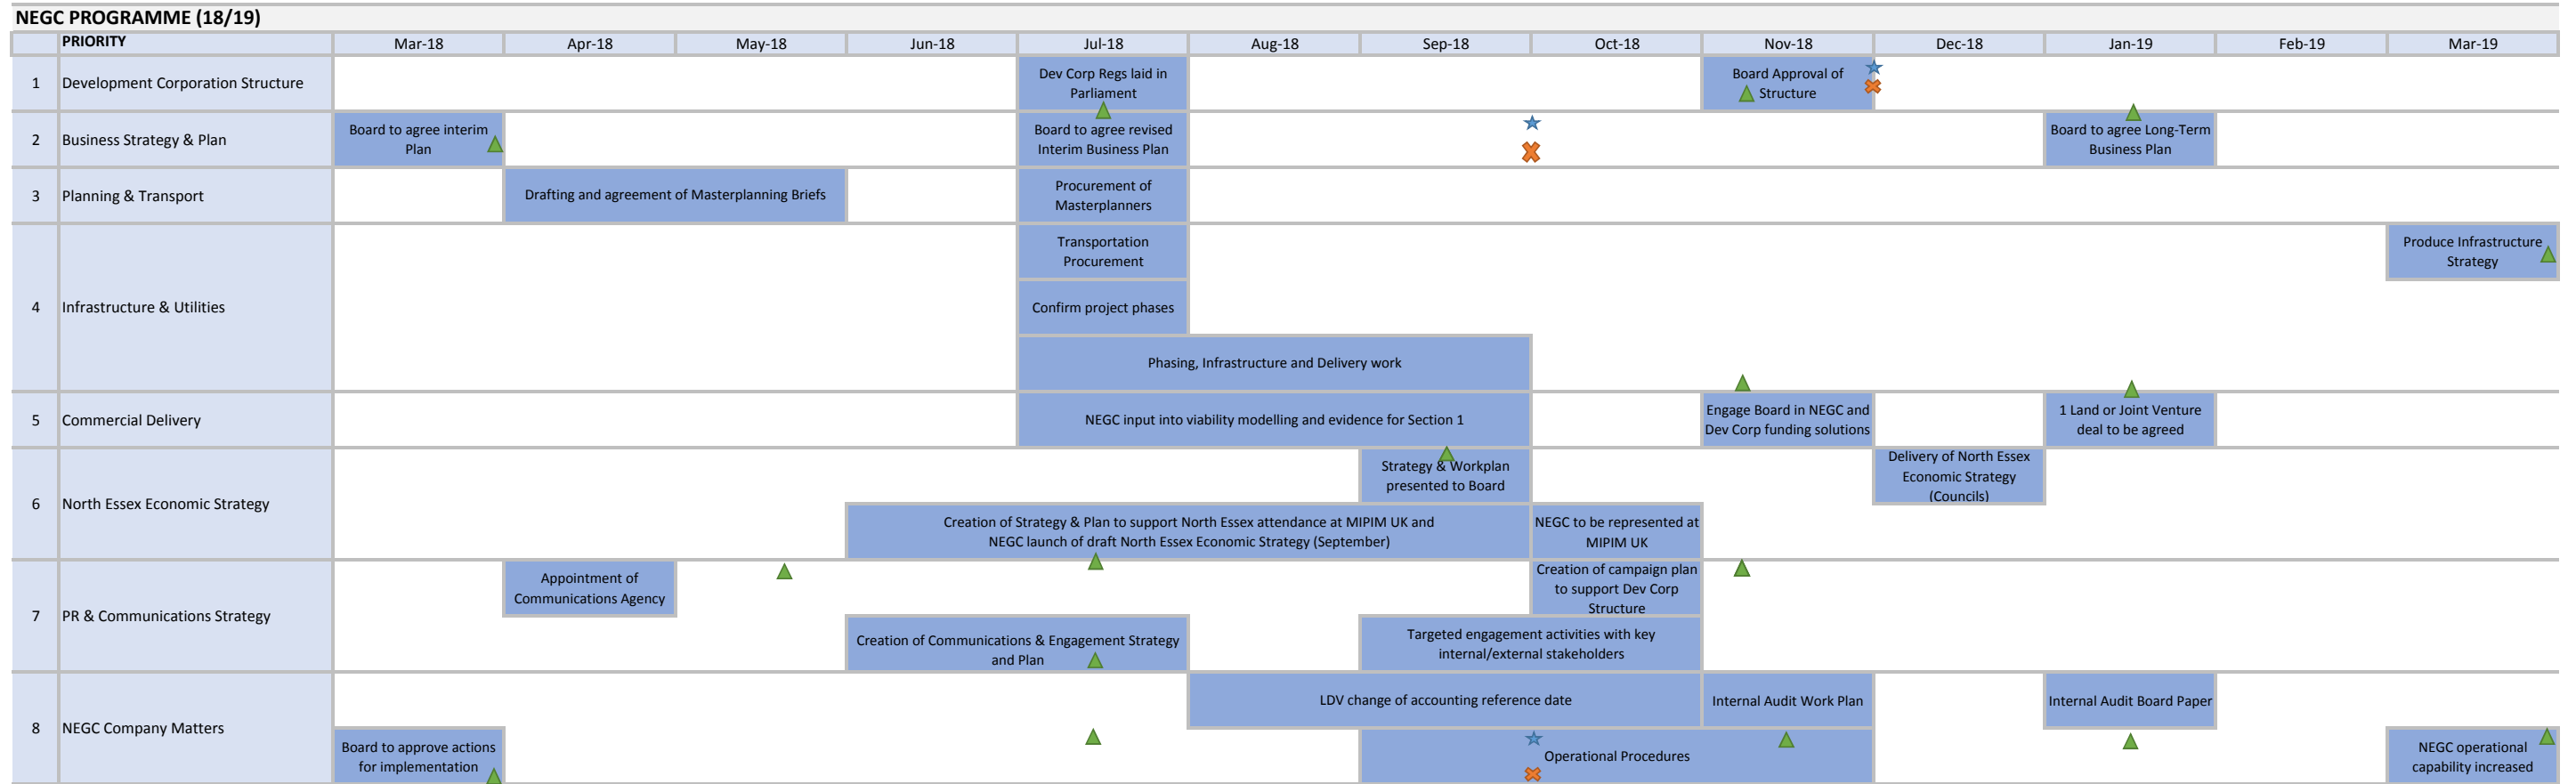 NEGC PROGRAMME (18/19)
PRIORITY
Mar-18
Apr-18
May-18
Jun-18
Jul-18
Aug-18
Sep-18
Oct-18
Nov-18
Dec-18
Jan-19
Feb-19
Mar-19
1
Development Corporation Structure
Dev Corp Regs laid in
Parliament
Board Approval of
Structure
2
Business Strategy & Plan
Board to agree interim
Plan
Board to agree revised
Interim Business Plan
Board to agree Long-Term
Business Plan
3
Planning & Transport
Drafting and agreement of Masterplanning Briefs
Procurement of
Masterplanners
4
Infrastructure & Utilities
Transportation
Procurement
Produce Infrastructure
Strategy
Confirm project phases
Phasing, Infrastructure and Delivery work
5
Commercial Delivery
NEGC input into viability modelling and evidence for Section 1
Engage Board in NEGC and
Dev Corp funding solutions
1 Land or Joint Venture
deal to be agreed
6
North Essex Economic Strategy
Strategy & Workplan
presented to Board
Delivery of North Essex
Economic Strategy
(Councils)
Creation of Strategy & Plan to support North Essex attendance at MIPIM UK and
NEGC launch of draft North Essex Economic Strategy (September)
NEGC to be represented at
MIPIM UK
7
PR & Communications Strategy
Appointment of
Communications Agency
Creation of campaign plan
to support Dev Corp
Structure
Creation of Communications & Engagement Strategy
and Plan
Targeted engagement activities with key
internal/external stakeholders
8
NEGC Company Matters
LDV change of accounting reference date
Internal Audit Work Plan
Internal Audit Board Paper
Board to approve actions
for implementation
Operational Procedures
NEGC operational
capability increased